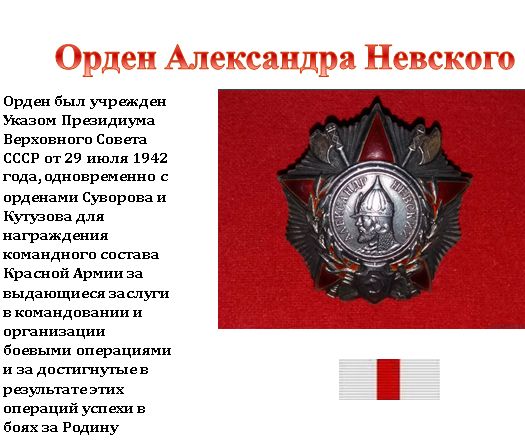 Орден Александра Невского
Орден был учрежден
Указом Президиума
Верховного Совета
СССР от 29 июля 1942
года, одновременно с
орденами Суворова и
Кутузова для
награждения
командного состава
Красной Армии за
выдающиеся заслуги
в командовании и
организации
боевыми операциями
и за достигнутые в
результате этих
операций успехи в
боях за Родину
АЛЕКСАНДР НЕВСКИЙ